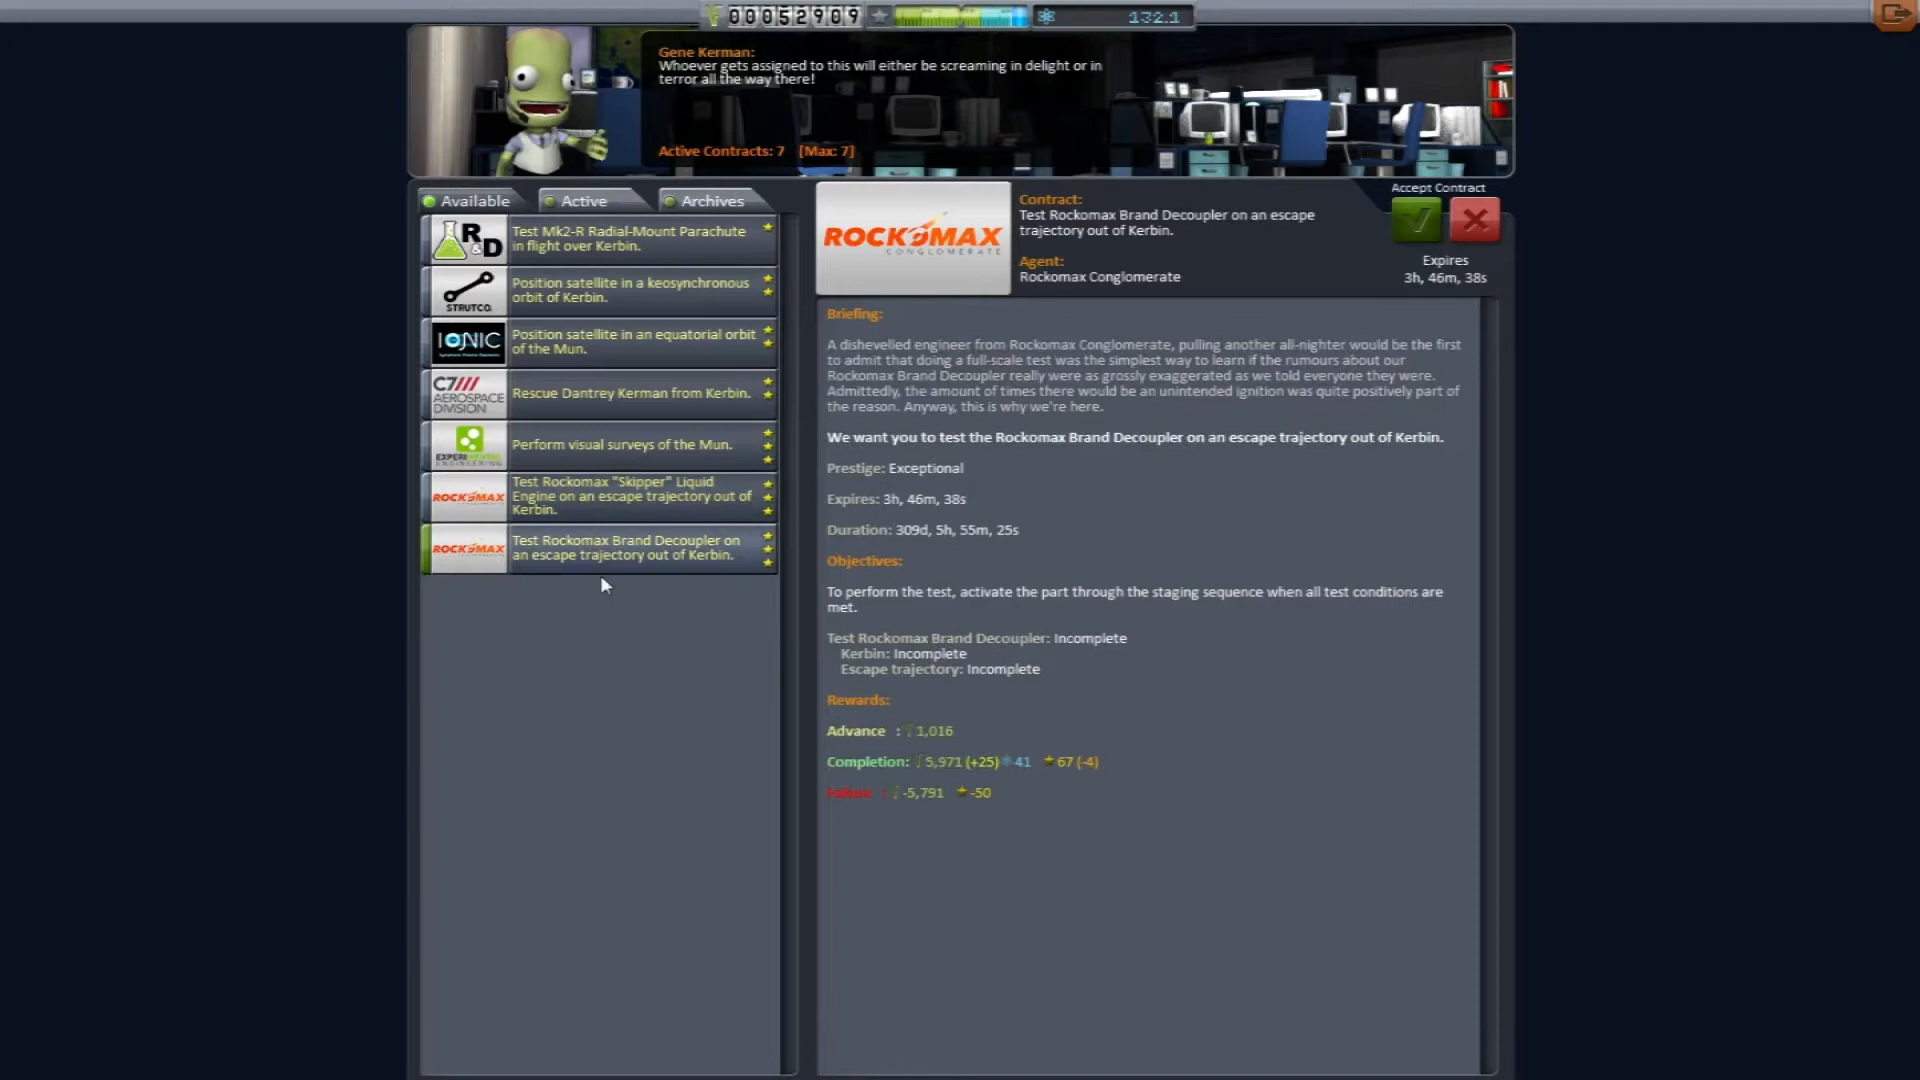 00052909
132.1
Gene Kerman:
Whoever gets assigned to this will either be screaming in delight or in
terror all the way there!
Active Contracts: 7 [Max: 7]
Available
Active
Archives
R&D
Test Mk2-R Radial-Mount Parachute
in flight over Kerbin.
STRUTCO.
Position satellite in a keosynchronous
orbit of Kerbin.
IONIC
Position satellite in an equatorial orbit
of the Mun.
C7///
AEROSPACE
DIVISION
Rescue Dantrey Kerman from Kerbin.
EXPERIMENTAL
ENGINEERING
Perform visual surveys of the Mun.
ROCKOMAX
Test Rockomax "Skipper" Liquid
Engine on an escape trajectory out of
Kerbin.
ROCKOMAX
Test Rockomax Brand Decoupler on
an escape trajectory out of Kerbin.
ROCKOMAX
CONGLOMERATE
Contract:
Test Rockomax Brand Decoupler on an escape
trajectory out of Kerbin.
Agent:
Rockomax Conglomerate
Accept Contract
Expires
3h, 46m, 38s
Briefing:
A dishevelled engineer from Rockomax Conglomerate, pulling another all-nighter would be the first
to admit that doing a full-scale test was the simplest way to learn if the rumours about our
Rockomax Brand Decoupler really were as grossly exaggerated as we told everyone they were.
Admittedly, the amount of times there would be an unintended ignition was quite positively part of
the reason. Anyway, this is why we're here.
We want you to test the Rockomax Brand Decoupler on an escape trajectory out of Kerbin.
Prestige: Exceptional
Expires: 3h, 46m, 38s
Duration: 309d, 5h, 55m, 25s
Objectives:
To perform the test, activate the part through the staging sequence when all test conditions are
met.
Test Rockomax Brand Decoupler: Incomplete
Kerbin: Incomplete
Escape trajectory: Incomplete
Rewards:
Advance : 1,016
Completion: 5,971 (+25) 41 67 (-4)
Failure : -5,791 -50